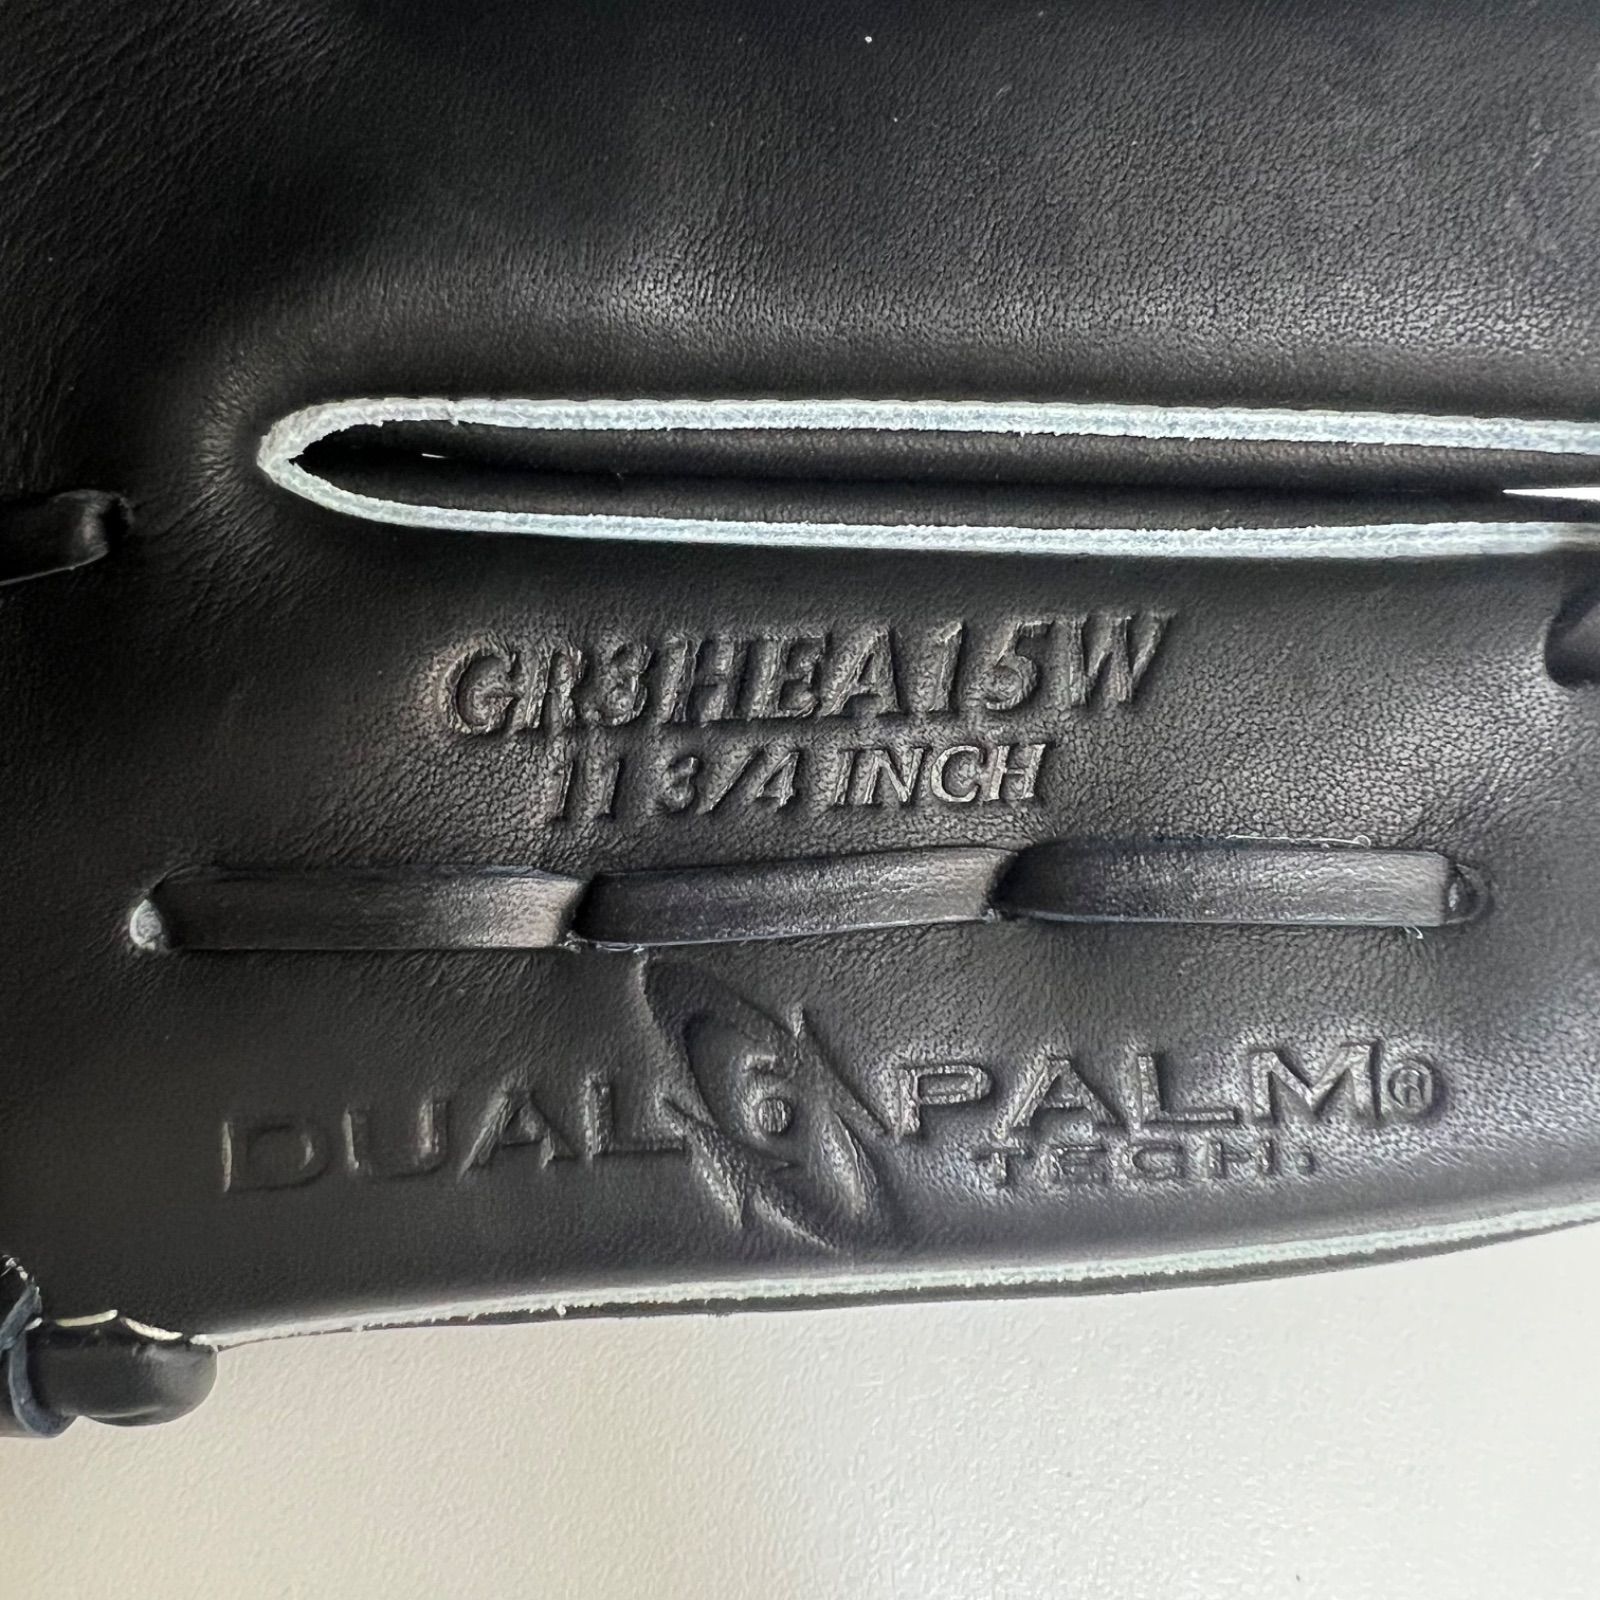 GR3HEA15W
11 3/4 INCH
DUAL 6 PALM®
TECH.